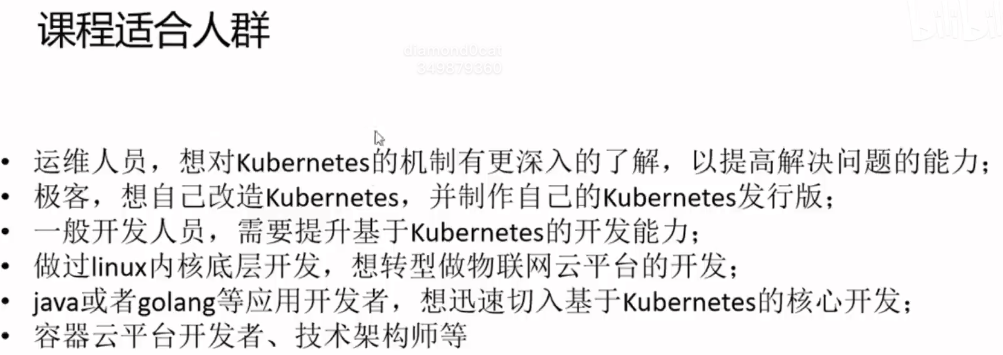 课程适合人群
diamond0cat
349879360
• 运维人员，想对Kubernetes的机制有更深入的了解，以提高解决问题的能力；
• 极客，想自己改造Kubernetes，并制作自己的Kubernetes发行版；
• 一般开发人员，需要提升基于Kubernetes的开发能力；
• 做过linux内核底层开发，想转型做物联网云平台的开发；
• java或者golang等应用开发者，想迅速切入基于Kubernetes的核心开发；
• 容器云平台开发者、技术架构师等